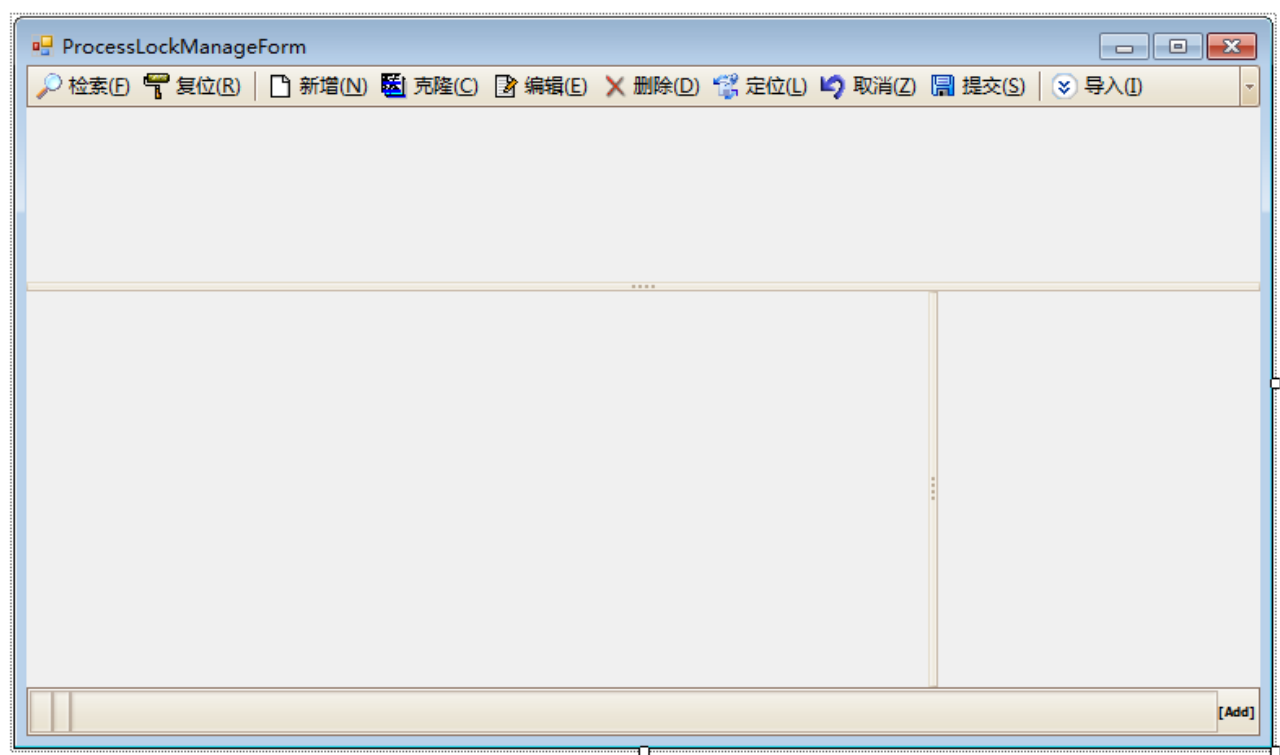 ProcessLockManageForm
检索(F) 复位(R) 新增(N) 克隆(C) 编辑(E) 删除(D) 定位(L) 取消(Z) 提交(S) 导入(I)
[Add]